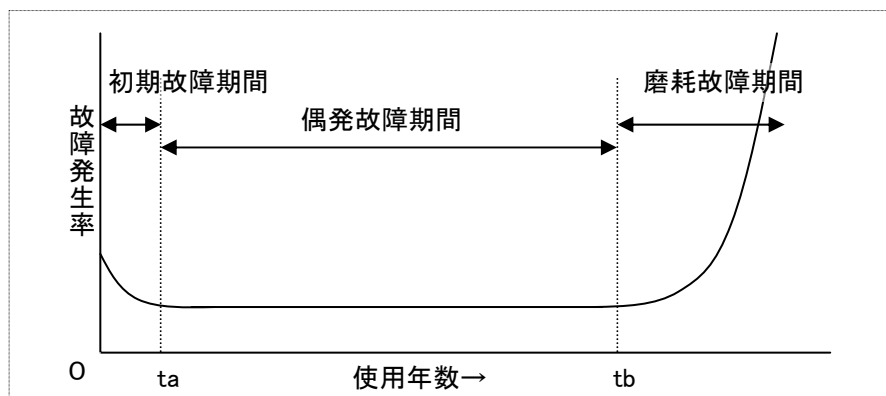 初期故障期間
磨耗故障期間
偶発故障期間
故障発生率
O
ta
使用年数→
tb